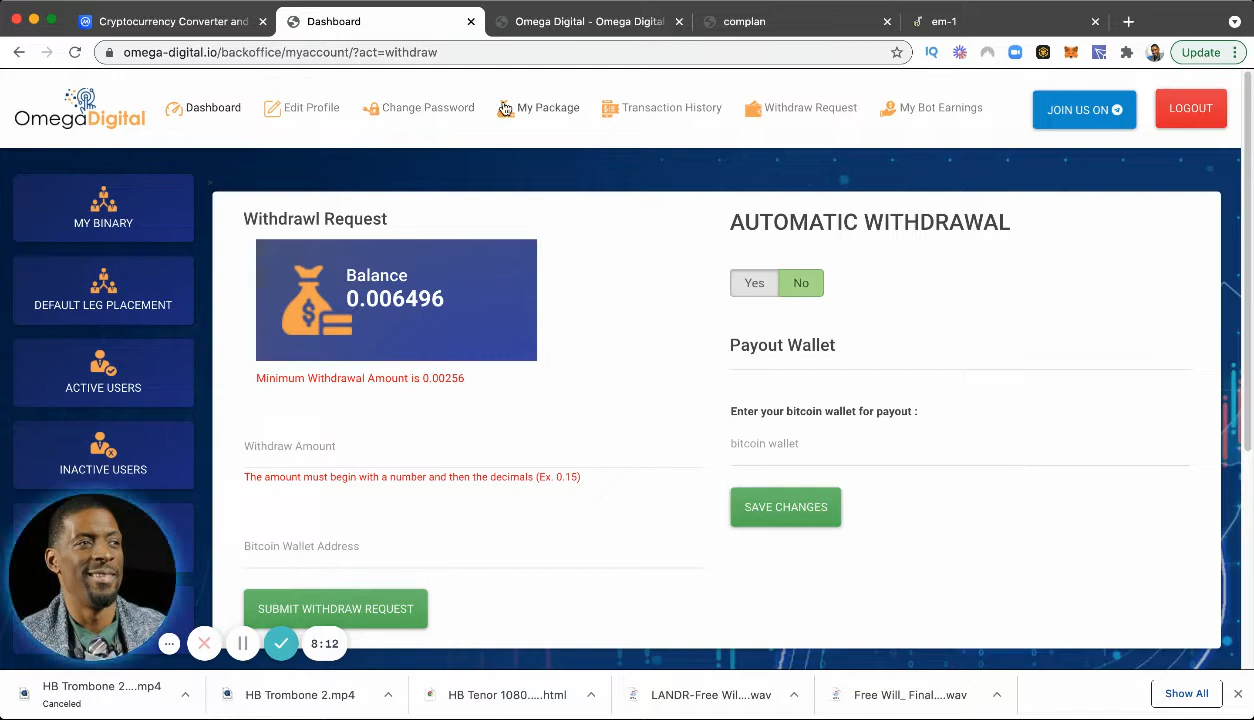 Cryptocurrency Converter and
Dashboard
Omega Digital - Omega Digital
complan
em-1
omega-digital.io/backoffice/myaccount/?act=withdraw
Update
OmegaDigital
Dashboard
Edit Profile
Change Password
My Package
Transaction History
Withdraw Request
My Bot Earnings
JOIN US ON
LOGOUT
MY BINARY
DEFAULT LEG PLACEMENT
ACTIVE USERS
INACTIVE USERS
Withdrawl Request
Balance
0.006496
Minimum Withdrawal Amount is 0.00256
Withdraw Amount
The amount must begin with a number and then the decimals (Ex. 0.15)
Bitcoin Wallet Address
SUBMIT WITHDRAW REQUEST
AUTOMATIC WITHDRAWAL
Yes
No
Payout Wallet
Enter your bitcoin wallet for payout :
bitcoin wallet
SAVE CHANGES
8:12
HB Trombone 2....mp4
Canceled
HB Trombone 2.mp4
HB Tenor 1080.....html
LANDR-Free Wil....wav
Free Will_ Final....wav
Show All